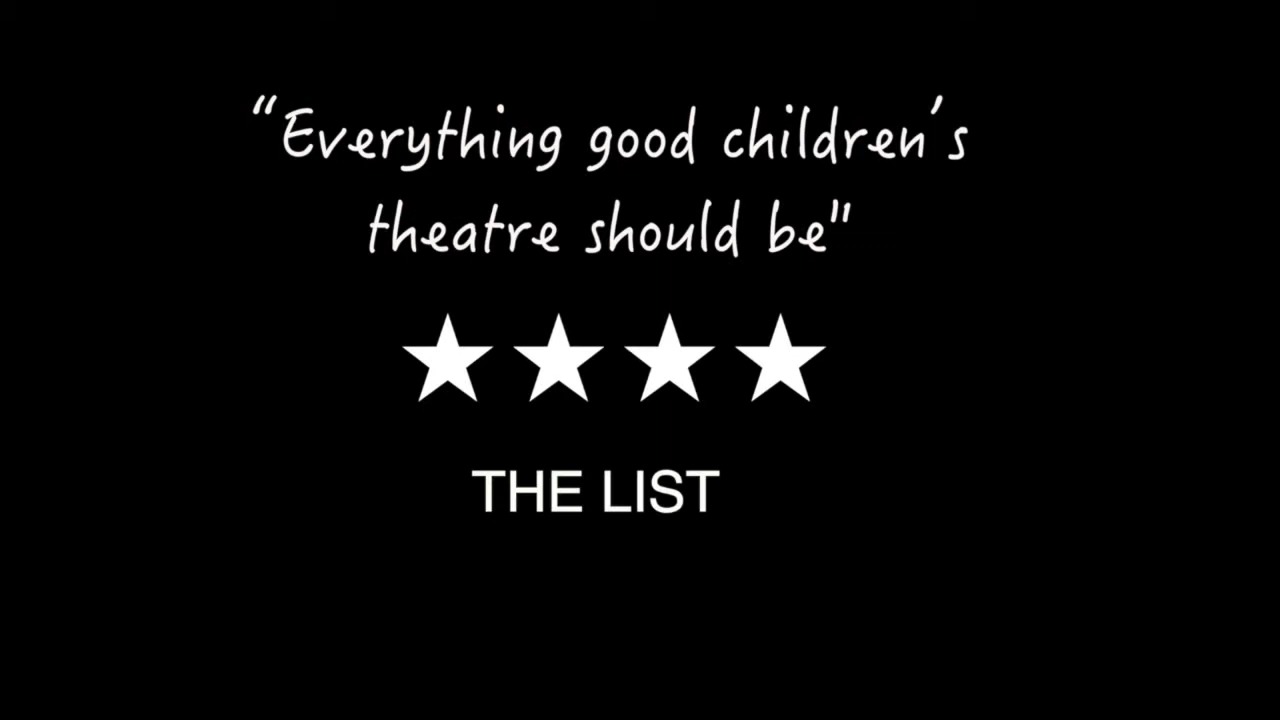 “Everything good children’s
theatre should be"
★★★★
THE LIST